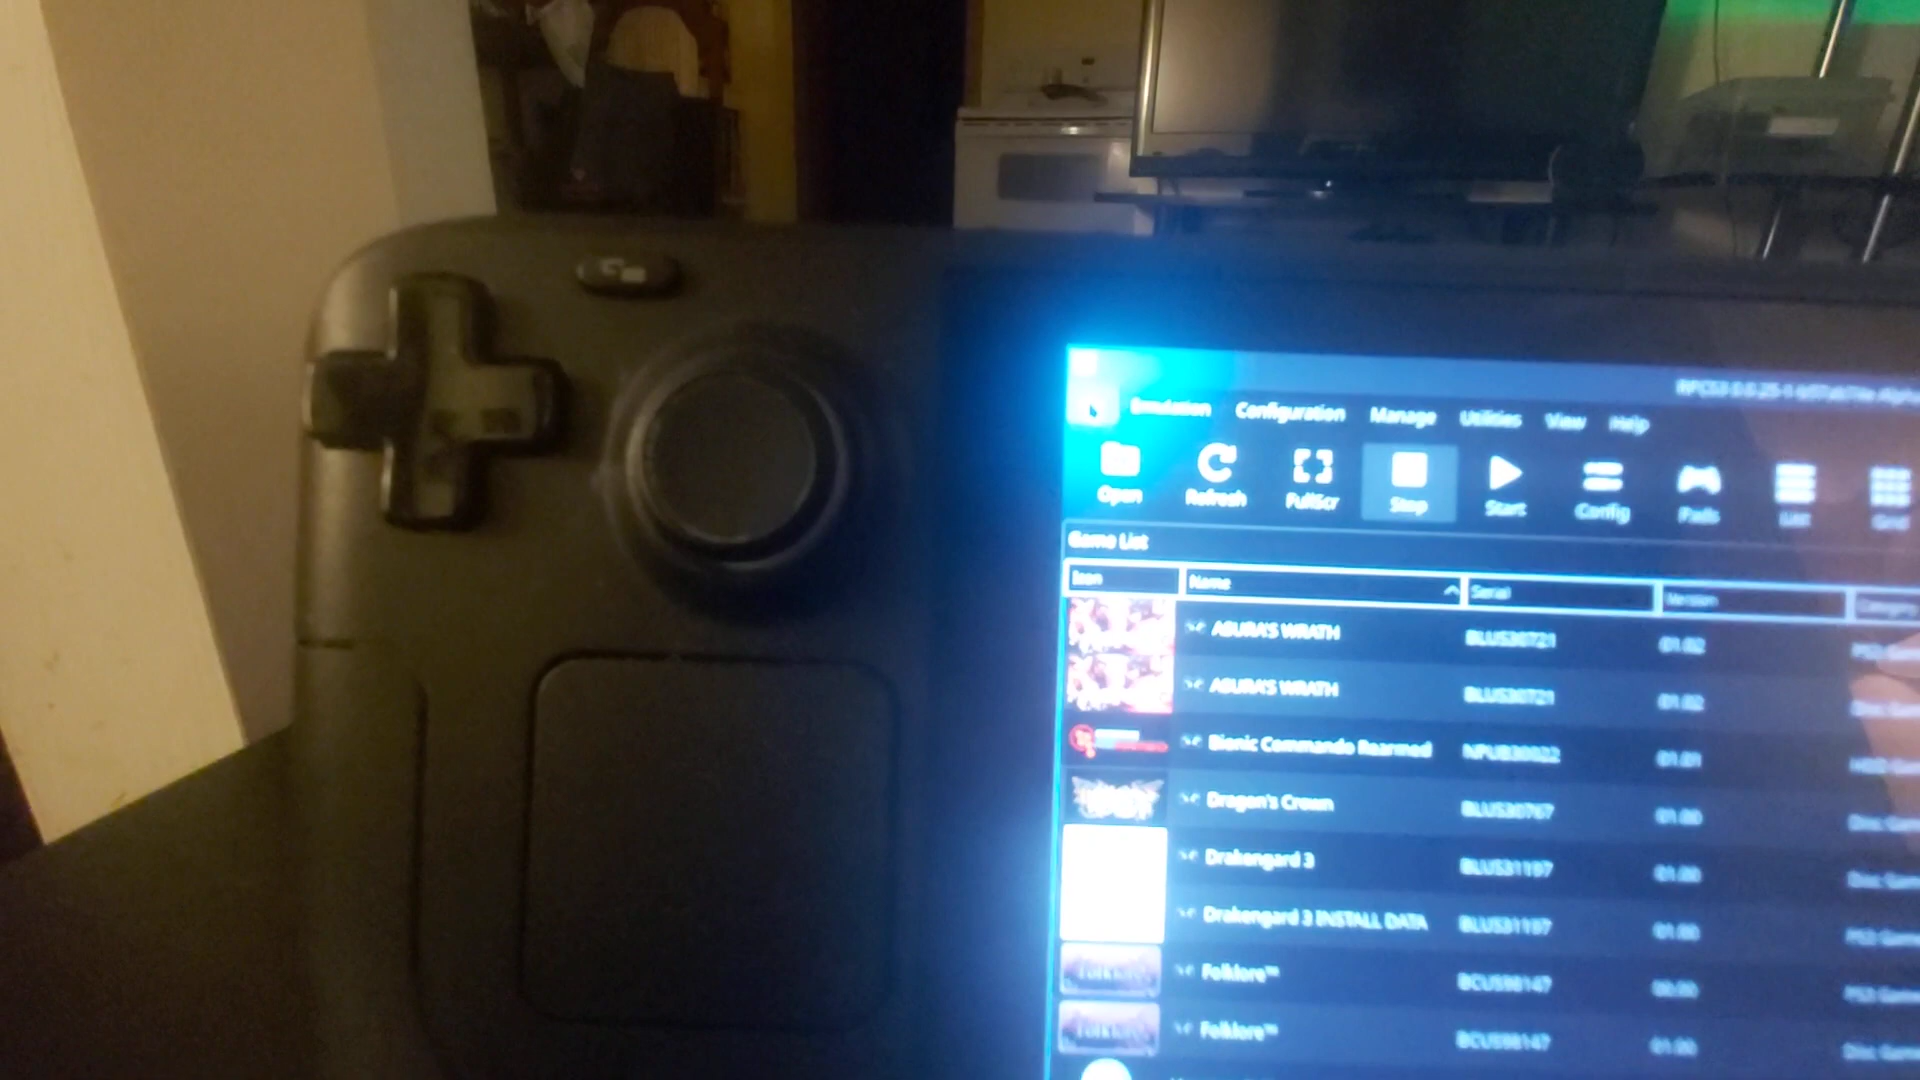 Emulation Configuration Manage Utilities View Help
Open Refresh FullScr Stop Start Config Pads List Grid
Game List
Icon Name Serial Version Category
ASURA'S WRATH BLUS30721 01.02
ASURA'S WRATH BLUS30721 01.02
Bionic Commando Rearmed 01.01
Dragon's Crown BLUS30767 01.00
Drakengard 3 BLUS31197 01.00
Drakengard 3 INSTALL DATA BLUS31197 01.00
Folklore™ BCUS98147
Folklore™ BCUS98147 01.00